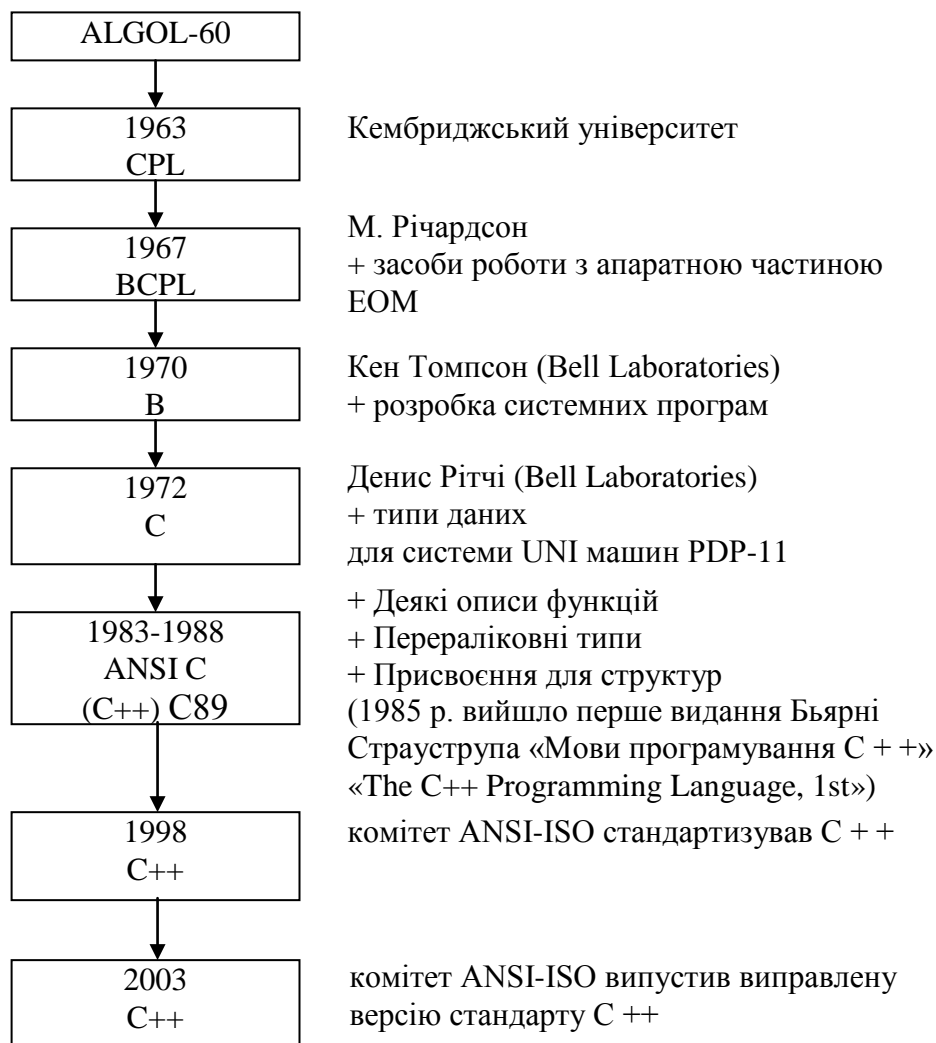 ALGOL-60
1963
CPL
Кембриджський університет
1967
BCPL
М. Річардсон
+ засоби роботи з апаратною частиною
ЕОМ
1970
B
Кен Томпсон (Bell Laboratories)
+ розробка системних програм
1972
C
Денис Рітчі (Bell Laboratories)
+ типи даних
для системи UNI машин PDP-11
1983-1988
ANSI C
(C++) C89
+ Деякі описи функцій
+ Перераліковні типи
+ Присвоєння для структур
(1985 р. вийшло перше видання Бьярні
Страуструпа «Мови програмування C + +»
«The C++ Programming Language, 1st»)
1998
C++
комітет ANSI-ISO стандартизував C + +
2003
C++
комітет ANSI-ISO випустив виправлену
версію стандарту C ++